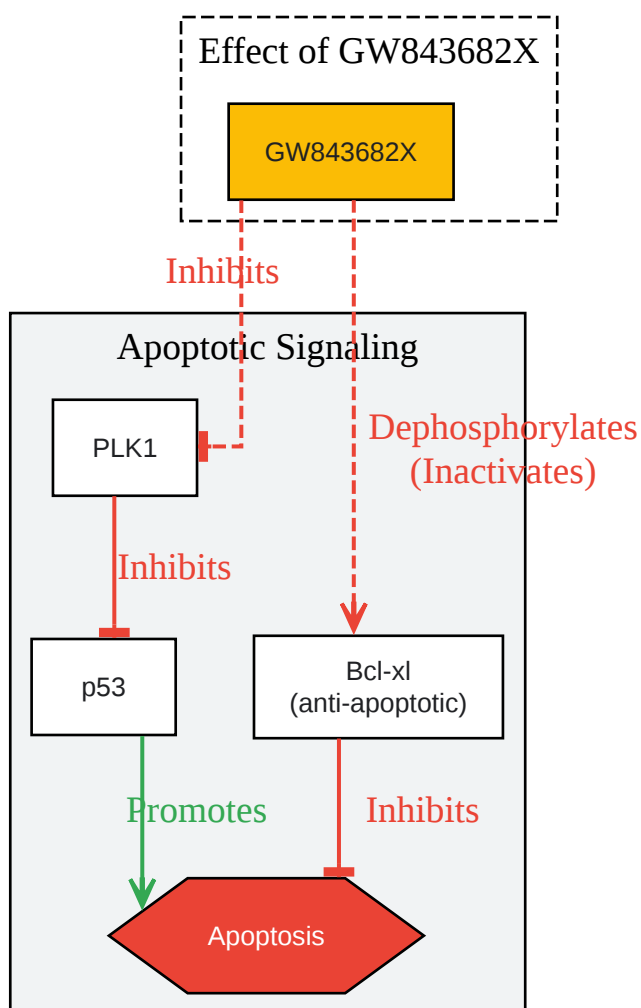 Effect of GW843682X
GW843682X
Inhibits
Apoptotic Signaling
PLK1
Dephosphorylates
(Inactivates)
Inhibits
p53
Bcl-xl
(anti-apoptotic)
Promotes
Inhibits
Apoptosis